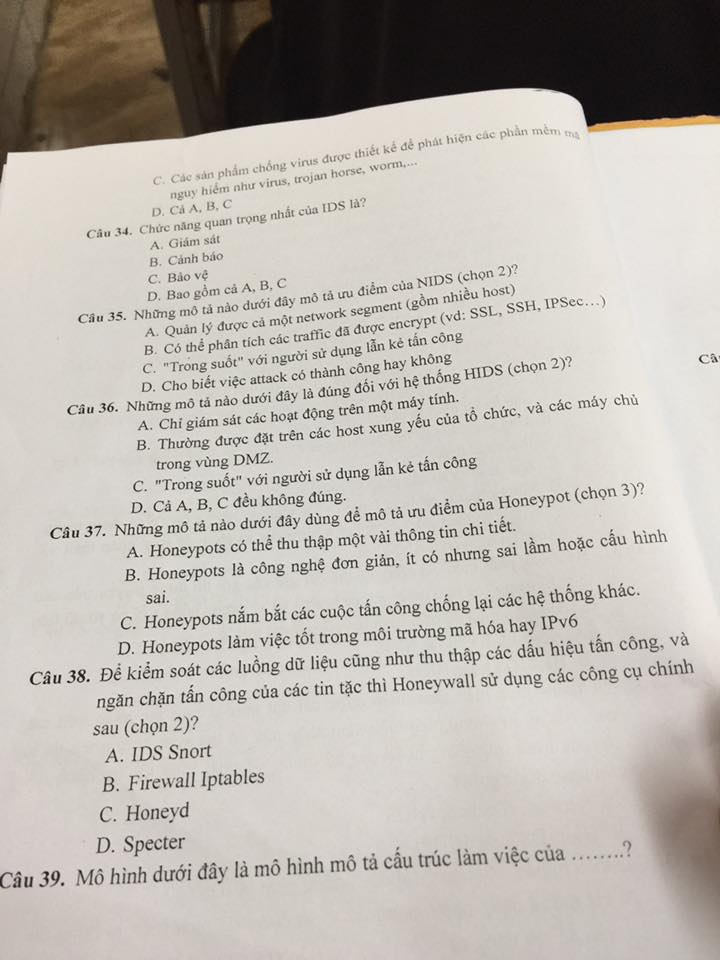 C. Các sản phẩm chống virus được thiết kế để phát hiện các phần mềm mã
nguy hiểm như virus, trojan horse, worm,...
D. Cả A, B, C
Câu 34. Chức năng quan trọng nhất của IDS là?
A. Giám sát
B. Cảnh báo
C. Bảo vệ
D. Bao gồm cả A, B, C
Câu 35. Những mô tả nào dưới đây mô tả ưu điểm của NIDS (chọn 2)?
A. Quản lý được cả một network segment (gồm nhiều host)
B. Có thể phân tích các traffic đã được encrypt (vd: SSL, SSH, IPSec…)
C. "Trong suốt" với người sử dụng lẫn kẻ tấn công
D. Cho biết việc attack có thành công hay không
Câu 36. Những mô tả nào dưới đây là đúng đối với hệ thống HIDS (chọn 2)?
A. Chỉ giám sát các hoạt động trên một máy tính.
B. Thường được đặt trên các host xung yếu của tổ chức, và các máy chủ
trong vùng DMZ.
C. "Trong suốt" với người sử dụng lẫn kẻ tấn công
D. Cả A, B, C đều không đúng.
Câu 37. Những mô tả nào dưới đây dùng để mô tả ưu điểm của Honeypot (chọn 3)?
A. Honeypots có thể thu thập một vài thông tin chi tiết.
B. Honeypots là công nghệ đơn giản, ít có nhưng sai lầm hoặc cấu hình
sai.
C. Honeypots nắm bắt các cuộc tấn công chống lại các hệ thống khác.
D. Honeypots làm việc tốt trong môi trường mã hóa hay IPv6
Câu 38. Để kiểm soát các luồng dữ liệu cũng như thu thập các dấu hiệu tấn công, và
ngăn chặn tấn công của các tin tặc thì Honeywall sử dụng các công cụ chính
sau (chọn 2)?
A. IDS Snort
B. Firewall Iptables
C. Honeyd
D. Specter
Câu 39. Mô hình dưới đây là mô hình mô tả cấu trúc làm việc của ........?